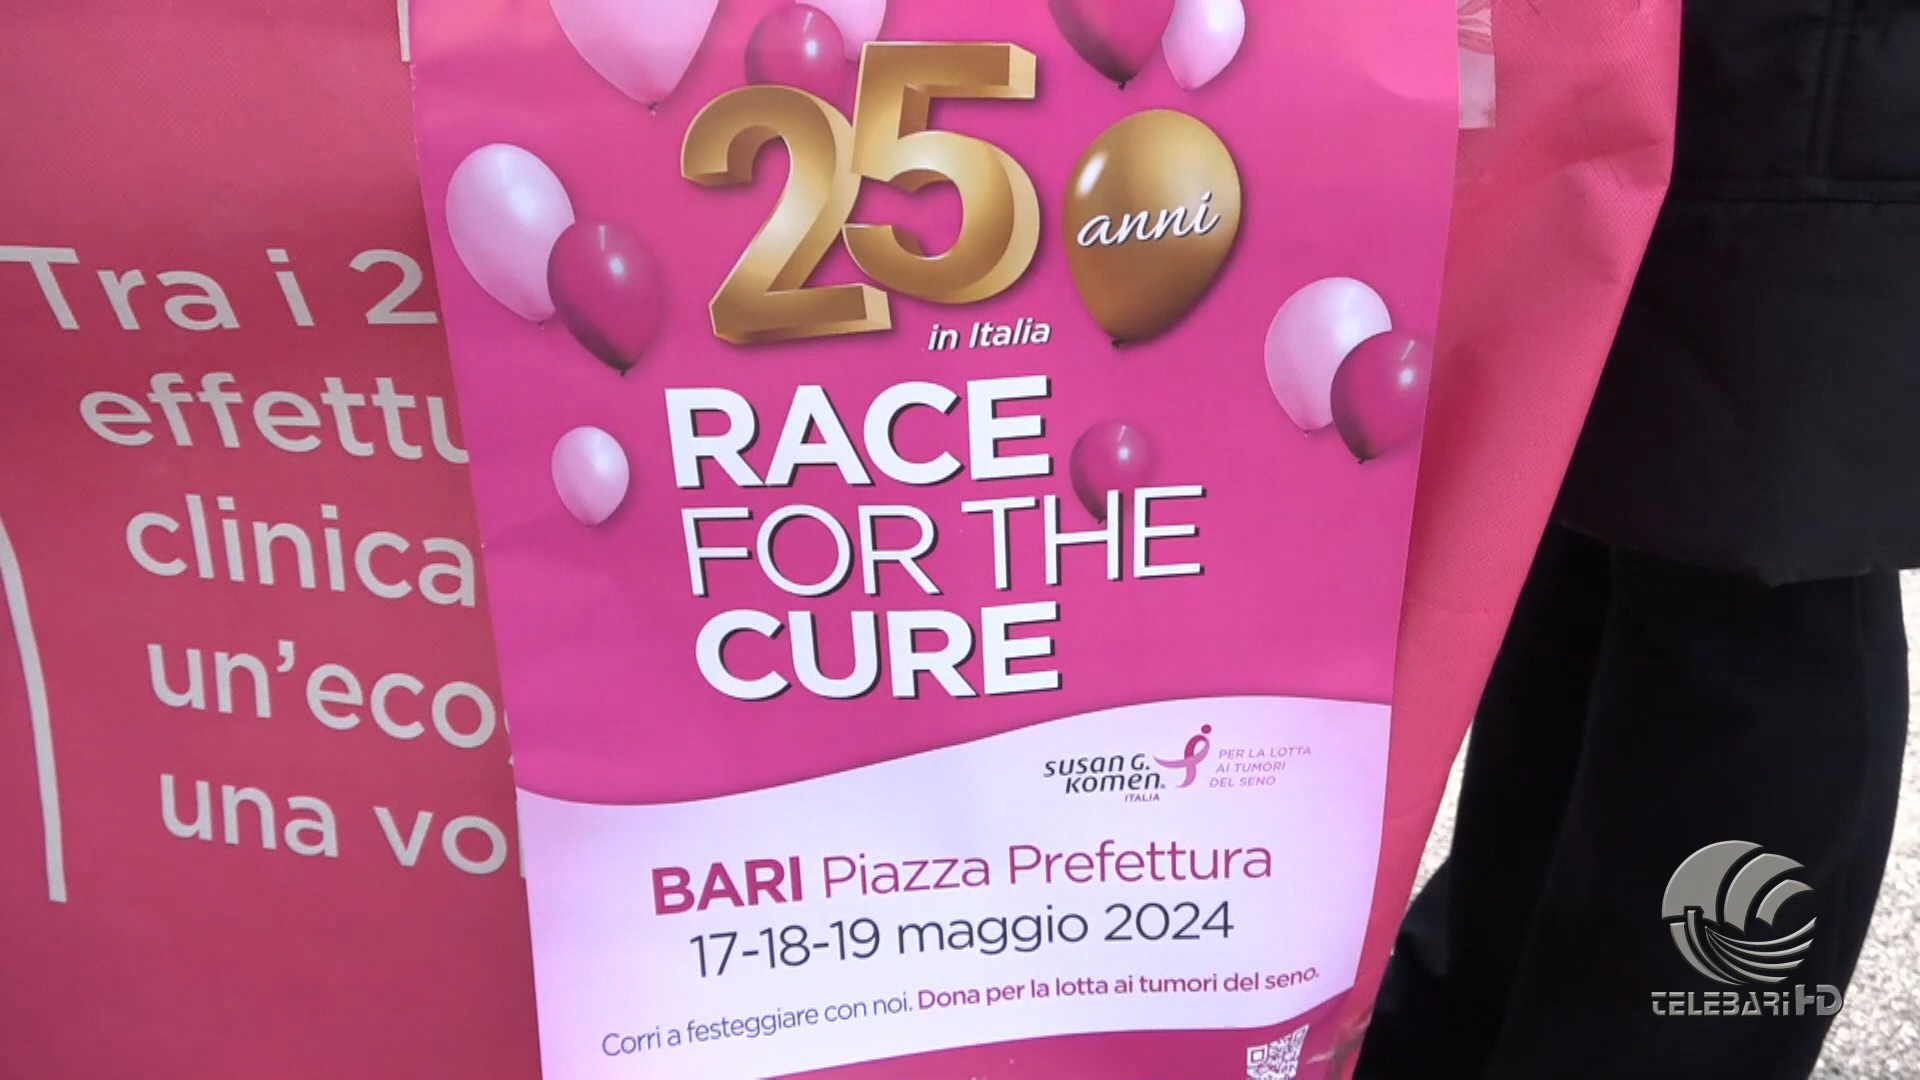 Tra i 2
effettu
clinica
un'eco
una vo
25
anni
in Italia
RACE
FOR THE
CURE
SUSAN G.
KOMEN®
ITALIA
PER LA LOTTA
AI TUMORI
DEL SENO
BARI Piazza Prefettura
17-18-19 maggio 2024
Corri a festeggiare con noi. Dona per la lotta ai tumori del seno.
TELEBARI HD